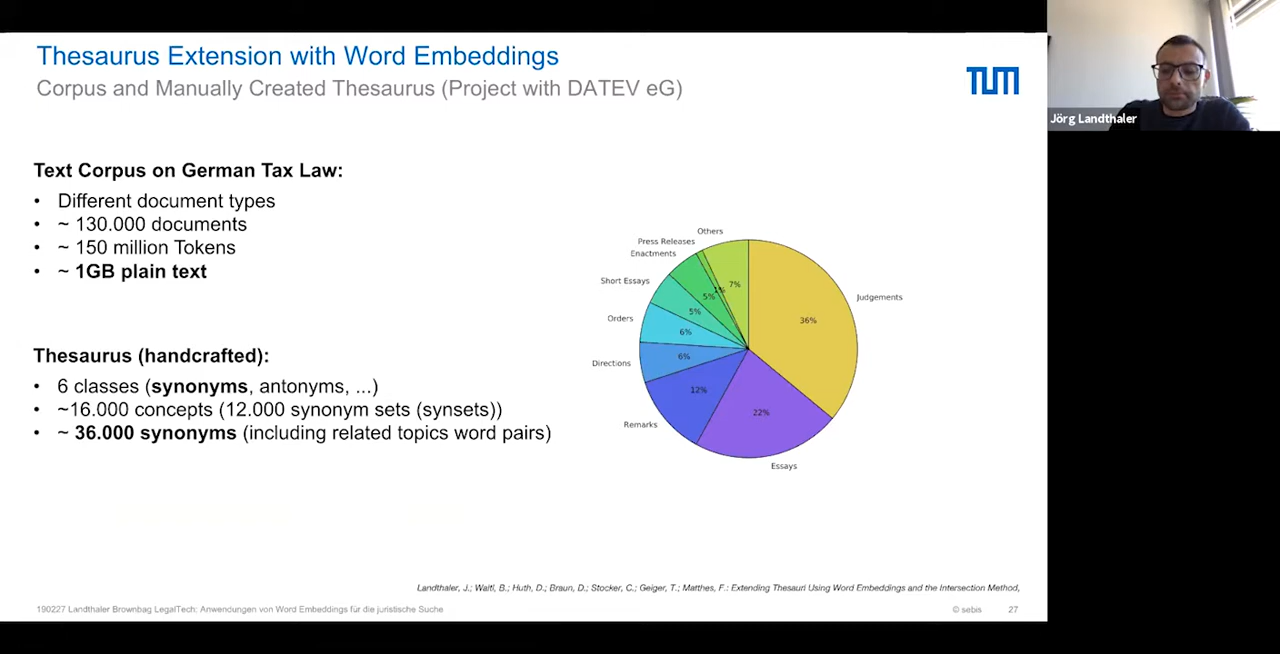 Thesaurus Extension with Word Embeddings
Corpus and Manually Created Thesaurus (Project with DATEV eG)
TUM
Jörg Landthaler
Text Corpus on German Tax Law:
• Different document types
• ~ 130.000 documents
• ~ 150 million Tokens
• ~ 1GB plain text
Thesaurus (handcrafted):
• 6 classes (synonyms, antonyms, ...)
• ~16.000 concepts (12.000 synonym sets (synsets))
• ~ 36.000 synonyms (including related topics word pairs)
Others
Press Releases
Enactments
Short Essays
Orders
Directions
Remarks
Essays
Judgements
7%
1%
5%
5%
6%
6%
12%
22%
36%
Landthaler, J.; Waltl, B.; Huth, D.; Braun, D.; Stocker, C.; Geiger, T.; Matthes, F.: Extending Thesauri Using Word Embeddings and the Intersection Method,
190227 Landthaler Brownbag LegalTech: Anwendungen von Word Embeddings für die juristische Suche
© sebis
27